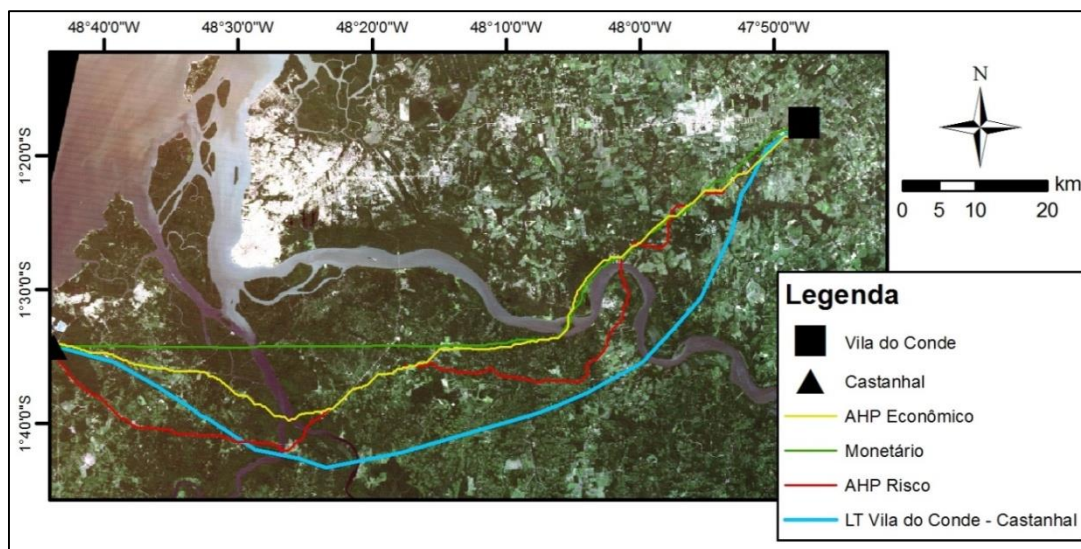 48°40'0"W 48°30'0"W 48°20'0"W 48°10'0"W 48°00'0"W 47°50'0"W
1°20'0"S
1°30'0"S
1°40'0"S
N
km
0 5 10 20
Legenda
Vila do Conde
Castanhal
AHP Econômico
Monetário
AHP Risco
LT Vila do Conde - Castanhal